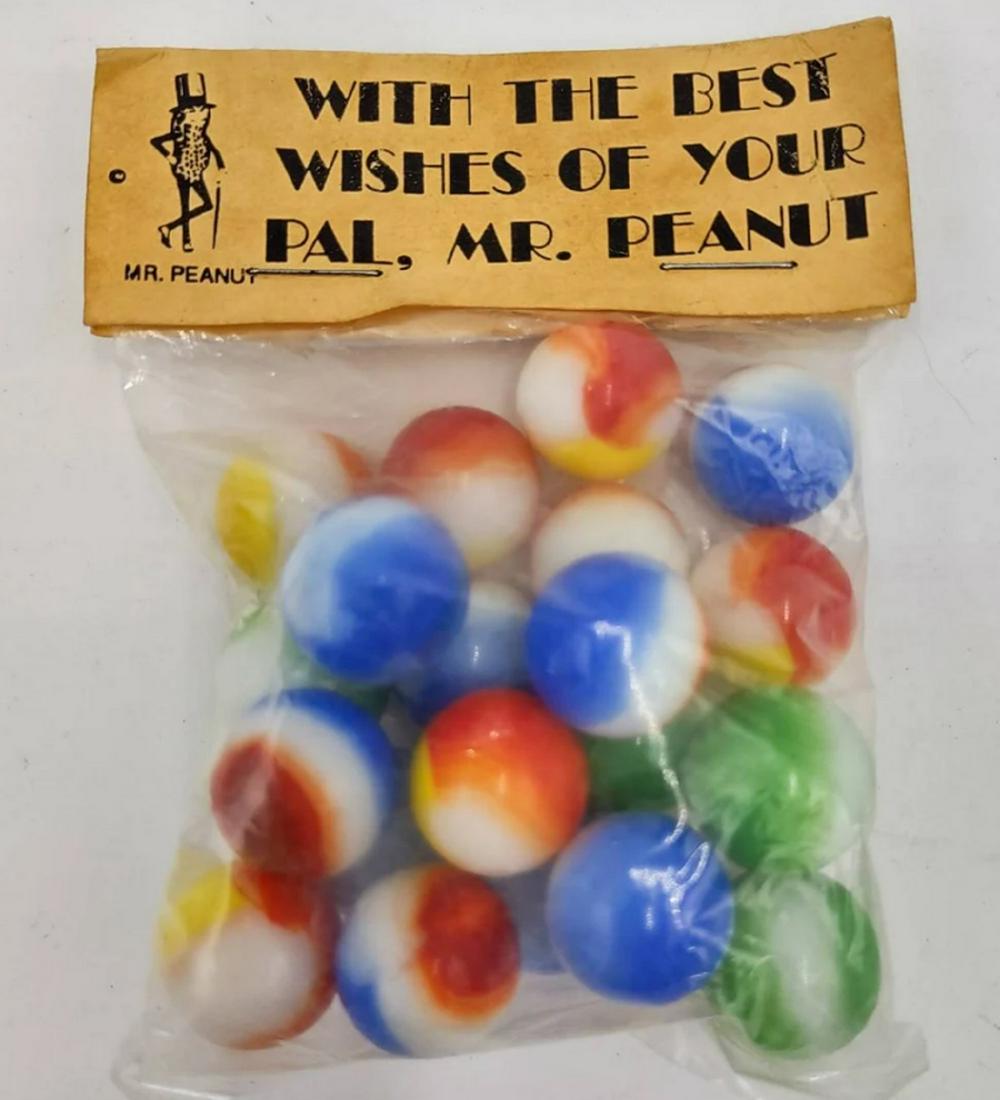 WITH THE BEST
WISHES OF YOUR
PAL, MR. PEANUT
MR. PEANUT